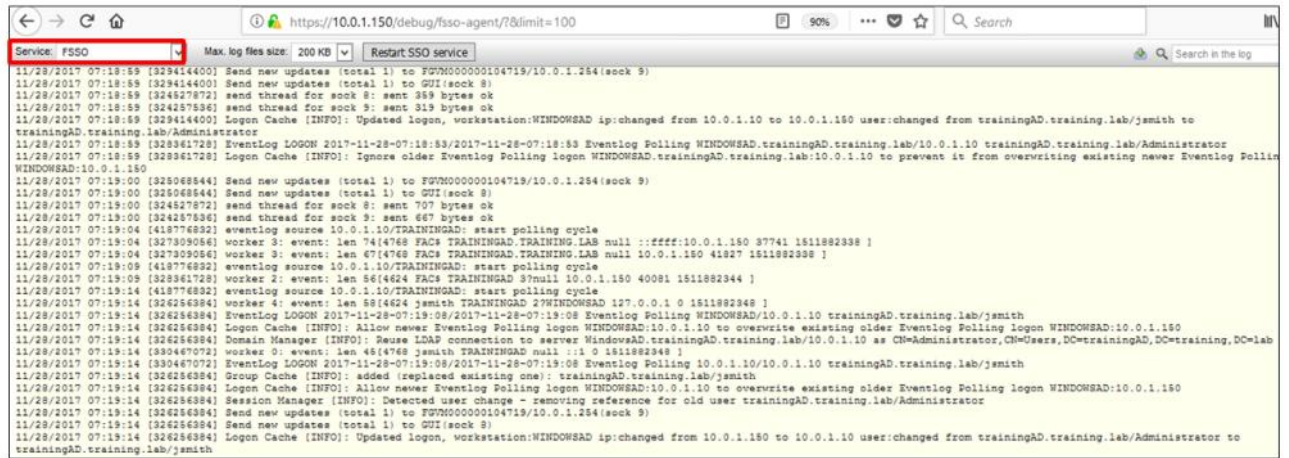 https://10.0.1.150/debug/fsso-agent/?&dlimit=100
90%
Search
Service: FSSO
Max. log files size: 200 KB
Restart SSO service
Search in the log
11/28/2017 07:18:59 [329414400] Send new updates (total 1) to FGVM000000104719/10.0.1.254(sock 9)
11/28/2017 07:18:59 [329414400] Send new updates (total 1) to GUI(sock 8)
11/28/2017 07:18:59 [324527872] send thread for sock 8: sent 359 bytes ok
11/28/2017 07:18:59 [324257536] send thread for sock 9: sent 319 bytes ok
11/28/2017 07:18:59 [329414400] Logon Cache [INFO]: Updated logon, workstation:WINDOWSAD ip:changed from 10.0.1.10 to 10.0.1.150 user:changed from trainingAD.training.lab/jsmith to
trainingAD.training.lab/Administrator
11/28/2017 07:18:59 [328361728] EventLog LOGON 2017-11-28-07:18:53/2017-11-28-07:18:53 Eventlog Polling WINDOWSAD.trainingAD.training.lab/10.0.1.10 trainingAD.training.lab/Administrator
11/28/2017 07:18:59 [328361728] Logon Cache [INFO]: Ignore older Eventlog Polling logon WINDOWSAD.trainingAD.training.lab:10.0.1.10 to prevent it from overwriting existing newer Eventlog Pollin
WINDOWSAD:10.0.1.150
11/28/2017 07:19:00 [325068544] Send new updates (total 1) to FGVM000000104719/10.0.1.254(sock 9)
11/28/2017 07:19:00 [325068544] Send new updates (total 1) to GUI(sock 8)
11/28/2017 07:19:00 [324527872] send thread for sock 8: sent 707 bytes ok
11/28/2017 07:19:00 [324257536] send thread for sock 9: sent 667 bytes ok
11/28/2017 07:19:04 [418776832] eventlog source 10.0.1.10/TRAININGAD: start polling cycle
11/28/2017 07:19:04 [327309056] worker 3: event: len 74[4768 FAC$ TRAININGAD.TRAINING.LAB null ::ffff:10.0.1.150 37741 1511882338 ]
11/28/2017 07:19:04 [327309056] worker 3: event: len 67[4768 FAC$ TRAININGAD.TRAINING.LAB null 10.0.1.150 41827 1511882338 ]
11/28/2017 07:19:09 [418776832] eventlog source 10.0.1.10/TRAININGAD: start polling cycle
11/28/2017 07:19:09 [328361728] worker 2: event: len 56[4624 FAC$ TRAININGAD 3?null 10.0.1.150 40081 1511882344 ]
11/28/2017 07:19:14 [418776832] eventlog source 10.0.1.10/TRAININGAD: start polling cycle
11/28/2017 07:19:14 [326256384] worker 4: event: len 58[4624 jsmith TRAININGAD 2?WINDOWSAD 127.0.0.1 0 1511882348 ]
11/28/2017 07:19:14 [326256384] EventLog LOGON 2017-11-28-07:19:08/2017-11-28-07:19:08 Eventlog Polling WINDOWSAD/10.0.1.10 trainingAD.training.lab/jsmith
11/28/2017 07:19:14 [326256384] Logon Cache [INFO]: Allow newer Eventlog Polling logon WINDOWSAD:10.0.1.10 to overwrite existing older Eventlog Polling logon WINDOWSAD:10.0.1.150
11/28/2017 07:19:14 [326256384] Domain Manager [INFO]: Reuse LDAP connection to server WindowsAD.trainingAD.training.lab/10.0.1.10 as CN=Administrator,CN=Users,DC=trainingAD,DC=training,DC=lab
11/28/2017 07:19:14 [330467072] worker 0: event: len 45[4768 jsmith TRAININGAD null ::1 0 1511882348 ]
11/28/2017 07:19:14 [330467072] EventLog LOGON 2017-11-28-07:19:08/2017-11-28-07:19:08 Eventlog Polling 10.0.1.10/10.0.1.10 trainingAD.training.lab/jsmith
11/28/2017 07:19:14 [326256384] Group Cache [INFO]: added (replaced existing one): trainingAD.training.lab/jsmith
11/28/2017 07:19:14 [326256384] Logon Cache [INFO]: Allow newer Eventlog Polling logon WINDOWSAD:10.0.1.10 to overwrite existing older Eventlog Polling logon WINDOWSAD:10.0.1.150
11/28/2017 07:19:14 [326256384] Session Manager [INFO]: Detected user change - removing reference for old user trainingAD.training.lab/Administrator
11/28/2017 07:19:14 [326256384] Send new updates (total 1) to FGVM000000104719/10.0.1.254(sock 9)
11/28/2017 07:19:14 [326256384] Send new updates (total 1) to GUI(sock 8)
11/28/2017 07:19:14 [326256384] Logon Cache [INFO]: Updated logon, workstation:WINDOWSAD ip:changed from 10.0.1.150 to 10.0.1.10 user:changed from trainingAD.training.lab/Administrator to
trainingAD.training.lab/jsmith